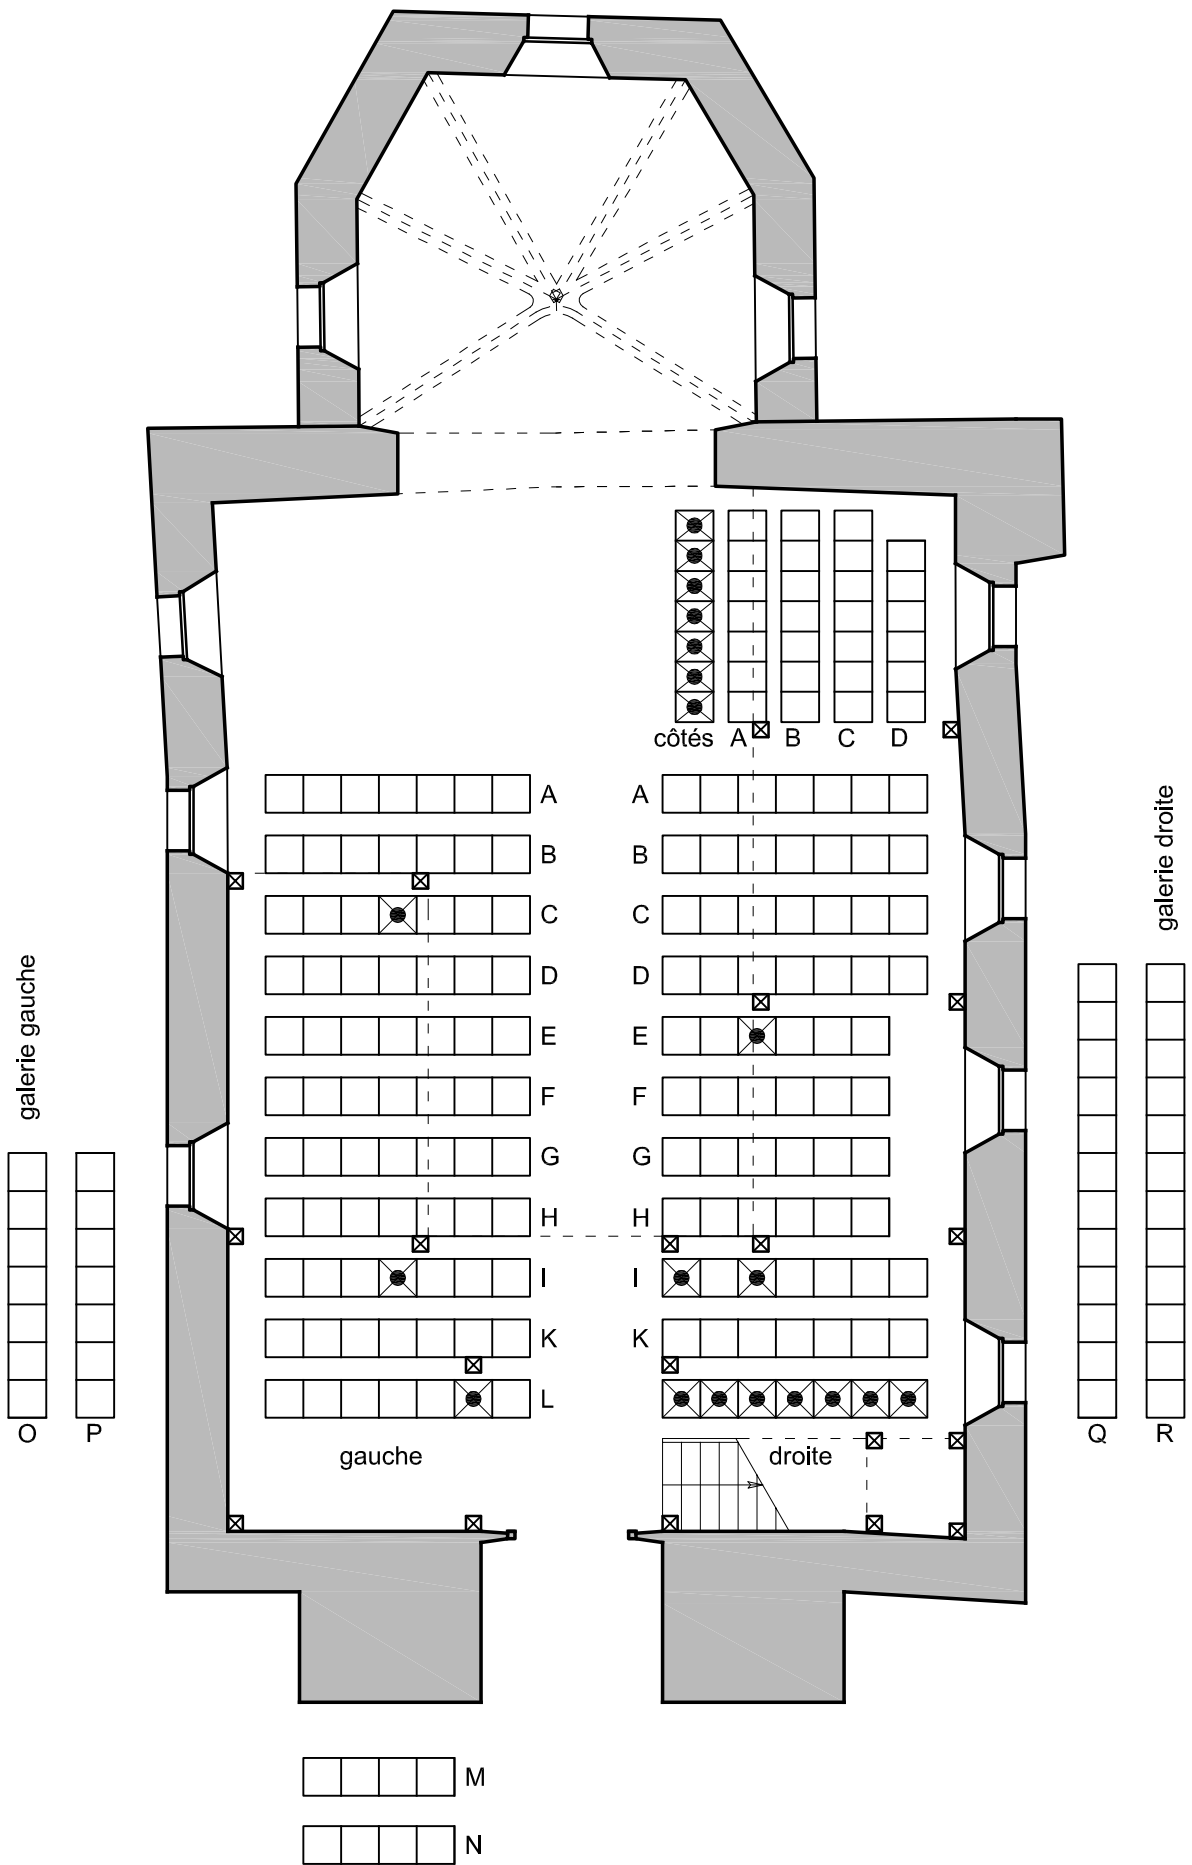 côtés A B C D
A A
B B
C C
D D
E E
F F
G G
H H
I I
K K
L
gauche droite
galerie gauche
O P
galerie droite
Q R
M
N